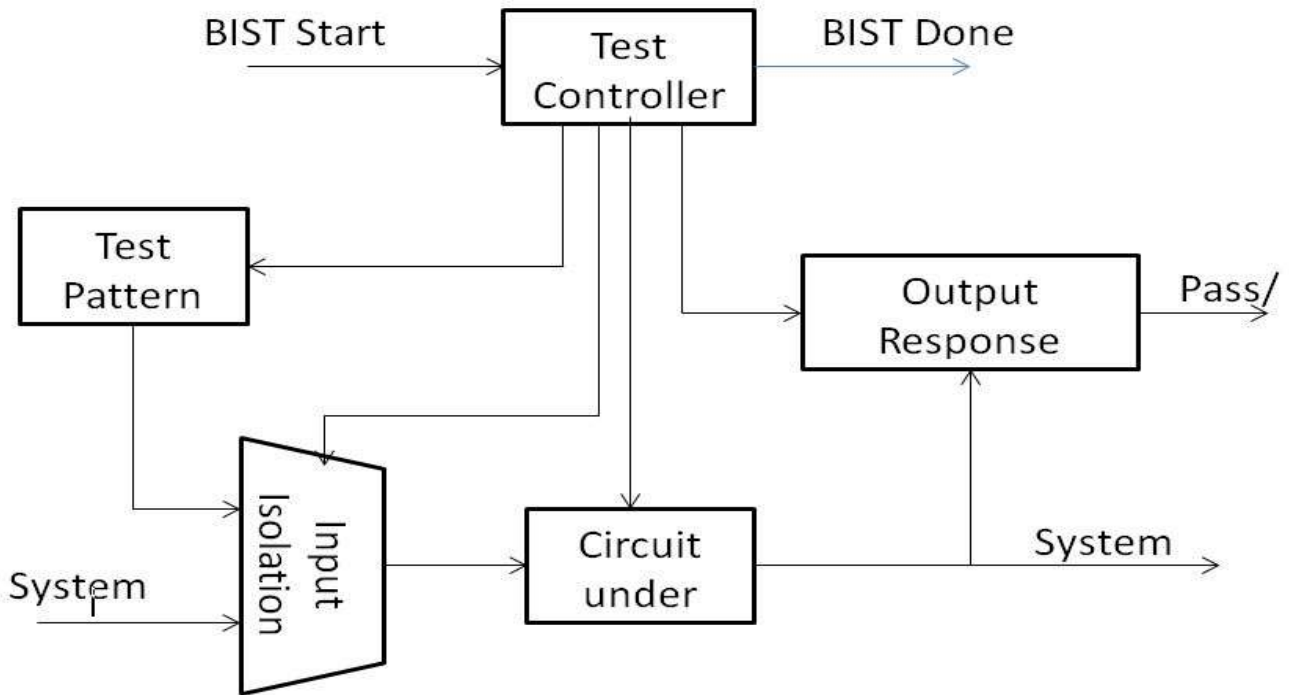 BIST Start
Test
Controller
BIST Done
Test
Pattern
Output
Response
Pass/
Input
Isolation
System
Circuit
under
System